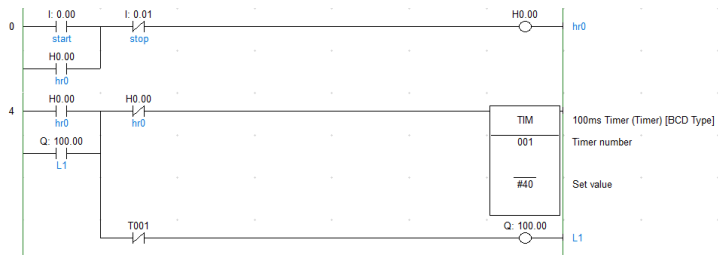 I: 0.00 I: 0.01 H0.00
0 hr0
start stop
H0.00
hr0
H0.00 H0.00
4 TIM 100ms Timer (Timer) [BCD Type]
hr0 hr0
001 Timer number
Q: 100.00
L1
#40 Set value
T001 Q: 100.00
L1